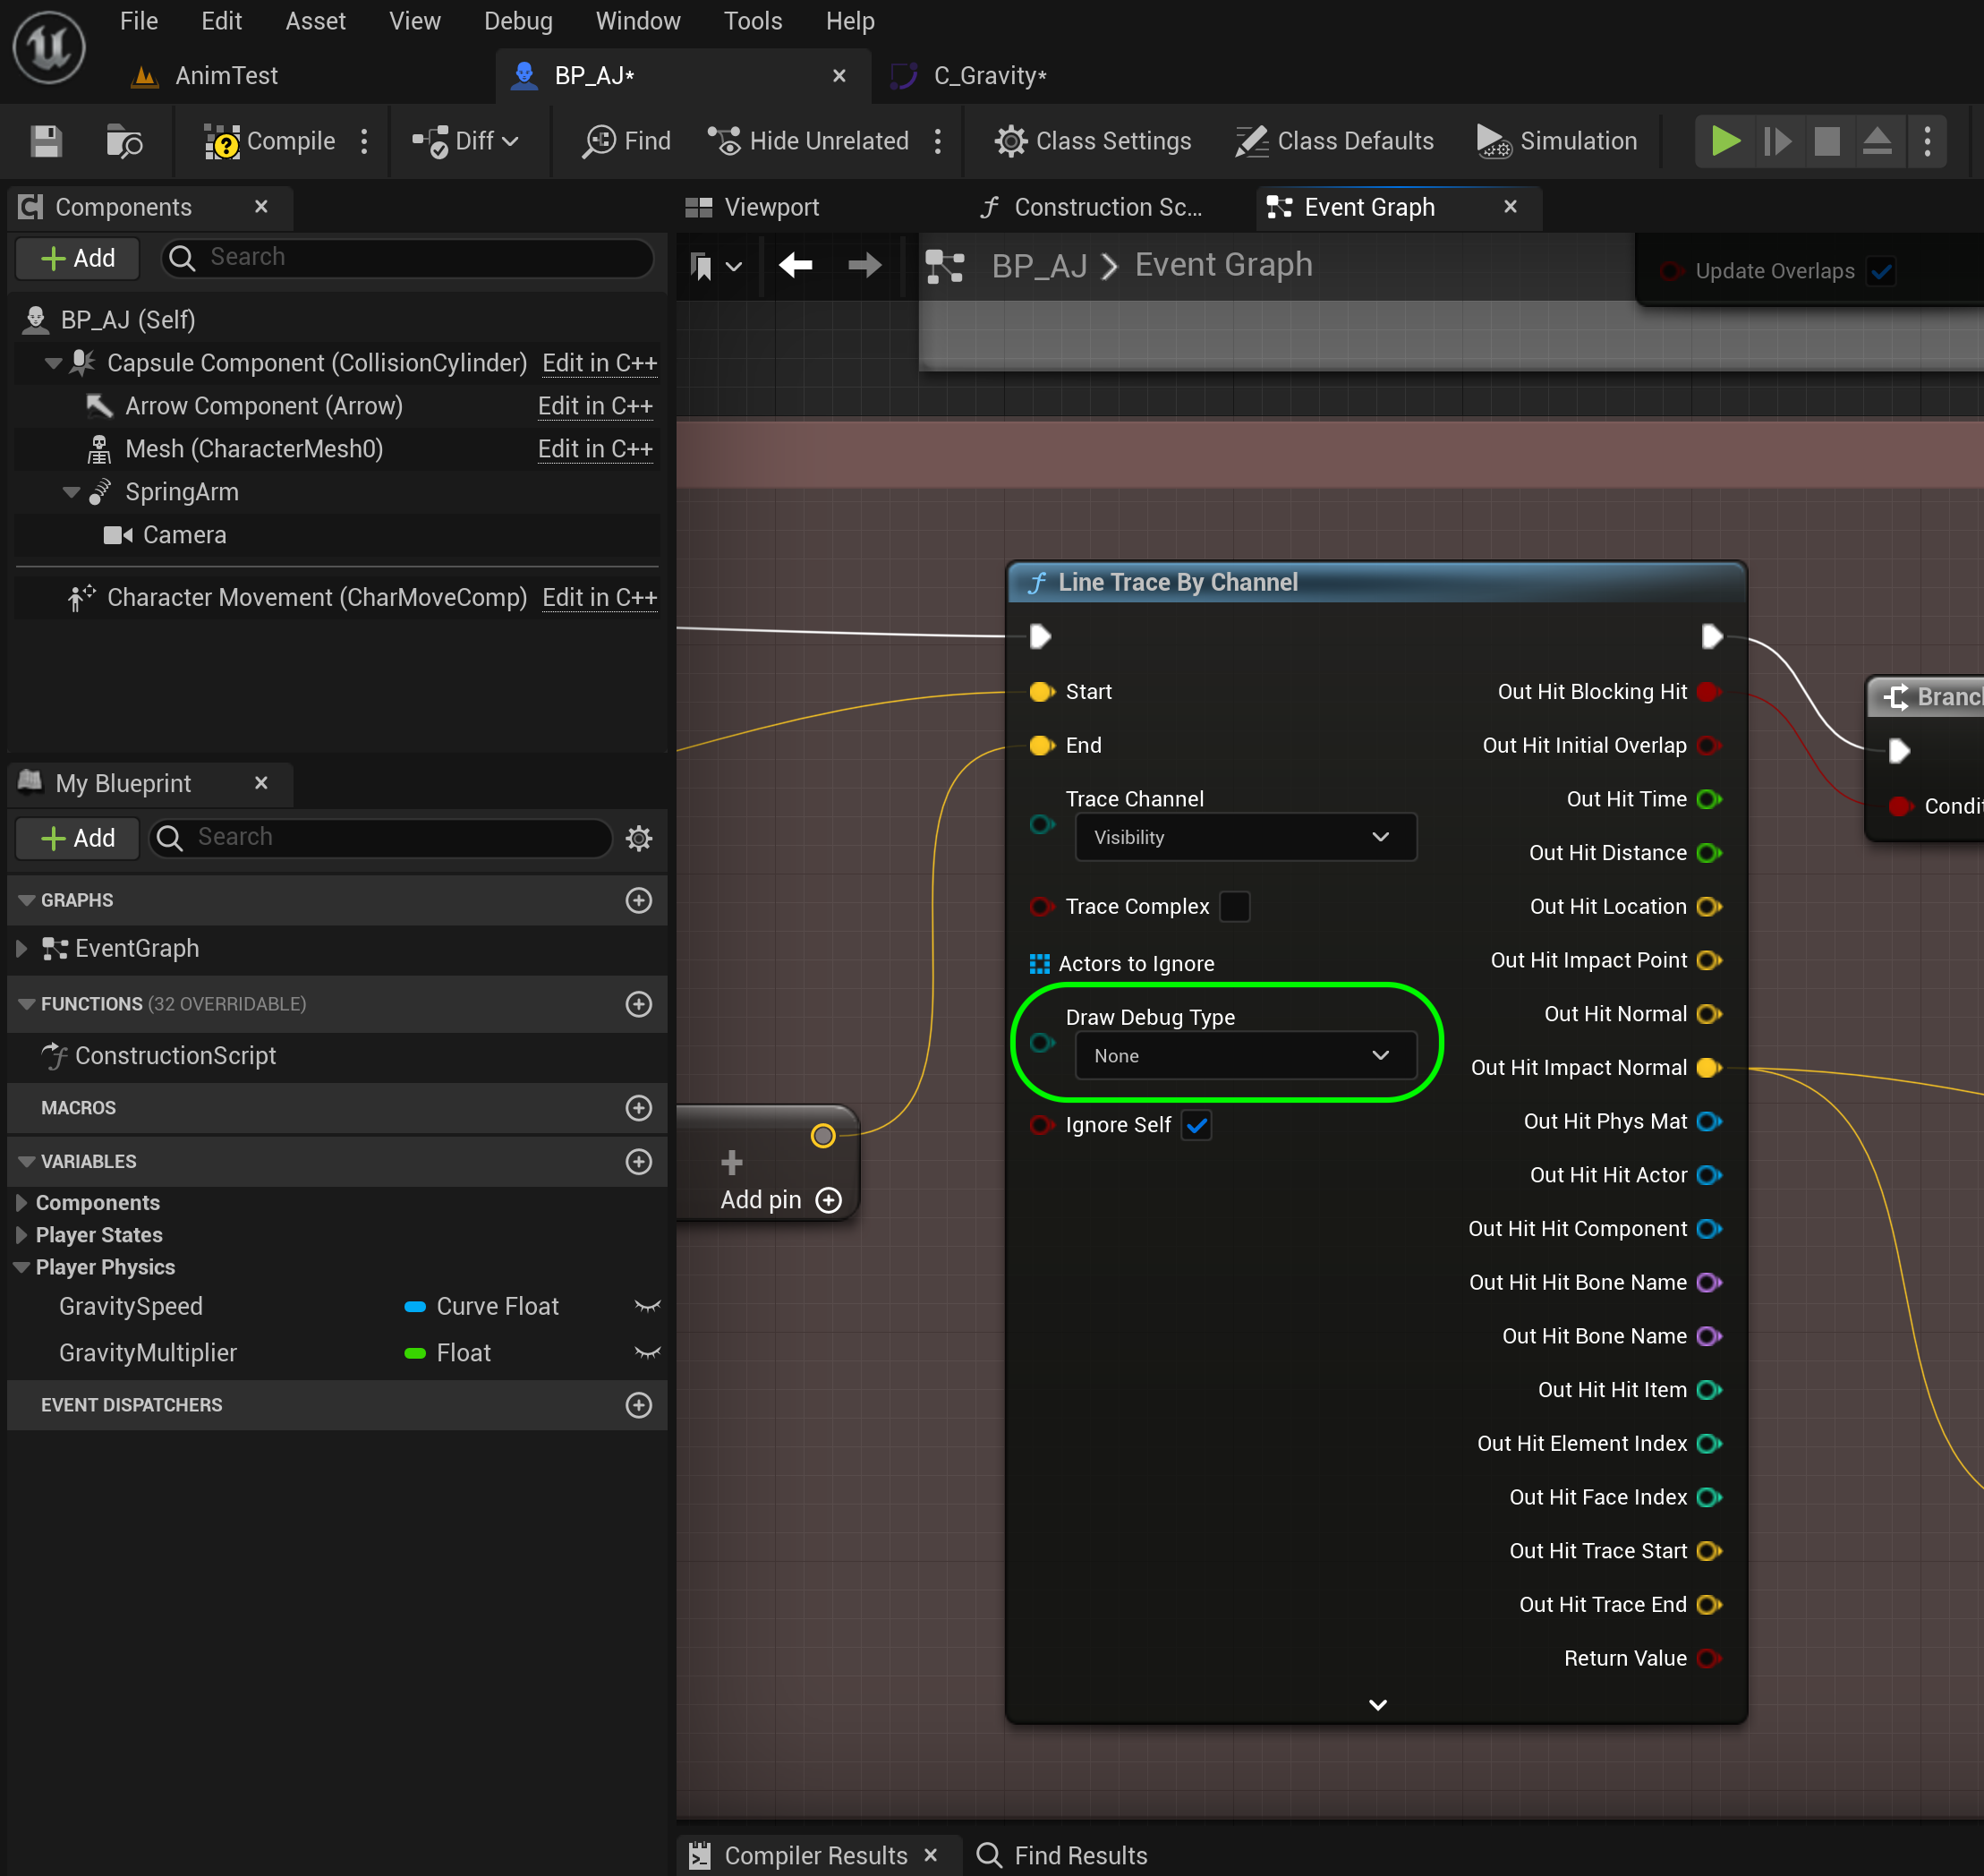 File Edit Asset View Debug Window Tools Help
AnimTest
BP_AJ*
C_Gravity*
Compile
Diff
Find
Hide Unrelated
Class Settings
Class Defaults
Simulation
Components
Add
Search
BP_AJ (Self)
Capsule Component (CollisionCylinder) Edit in C++
Arrow Component (Arrow) Edit in C++
Mesh (CharacterMesh0) Edit in C++
SpringArm
Camera
Character Movement (CharMoveComp) Edit in C++
My Blueprint
Add
Search
GRAPHS
EventGraph
FUNCTIONS (32 OVERRIDABLE)
ConstructionScript
MACROS
VARIABLES
Components
Player States
Player Physics
GravitySpeed Curve Float
GravityMultiplier Float
EVENT DISPATCHERS
Viewport
Construction Sc...
Event Graph
BP_AJ > Event Graph
Update Overlaps
Line Trace By Channel
Start
End
Trace Channel
Visibility
Trace Complex
Actors to Ignore
Draw Debug Type
None
Ignore Self
Out Hit Blocking Hit
Out Hit Initial Overlap
Out Hit Time
Out Hit Distance
Out Hit Location
Out Hit Impact Point
Out Hit Normal
Out Hit Impact Normal
Out Hit Phys Mat
Out Hit Hit Actor
Out Hit Hit Component
Out Hit Hit Bone Name
Out Hit Bone Name
Out Hit Hit Item
Out Hit Element Index
Out Hit Face Index
Out Hit Trace Start
Out Hit Trace End
Return Value
Add pin
Branc
Condit
Compiler Results
Find Results